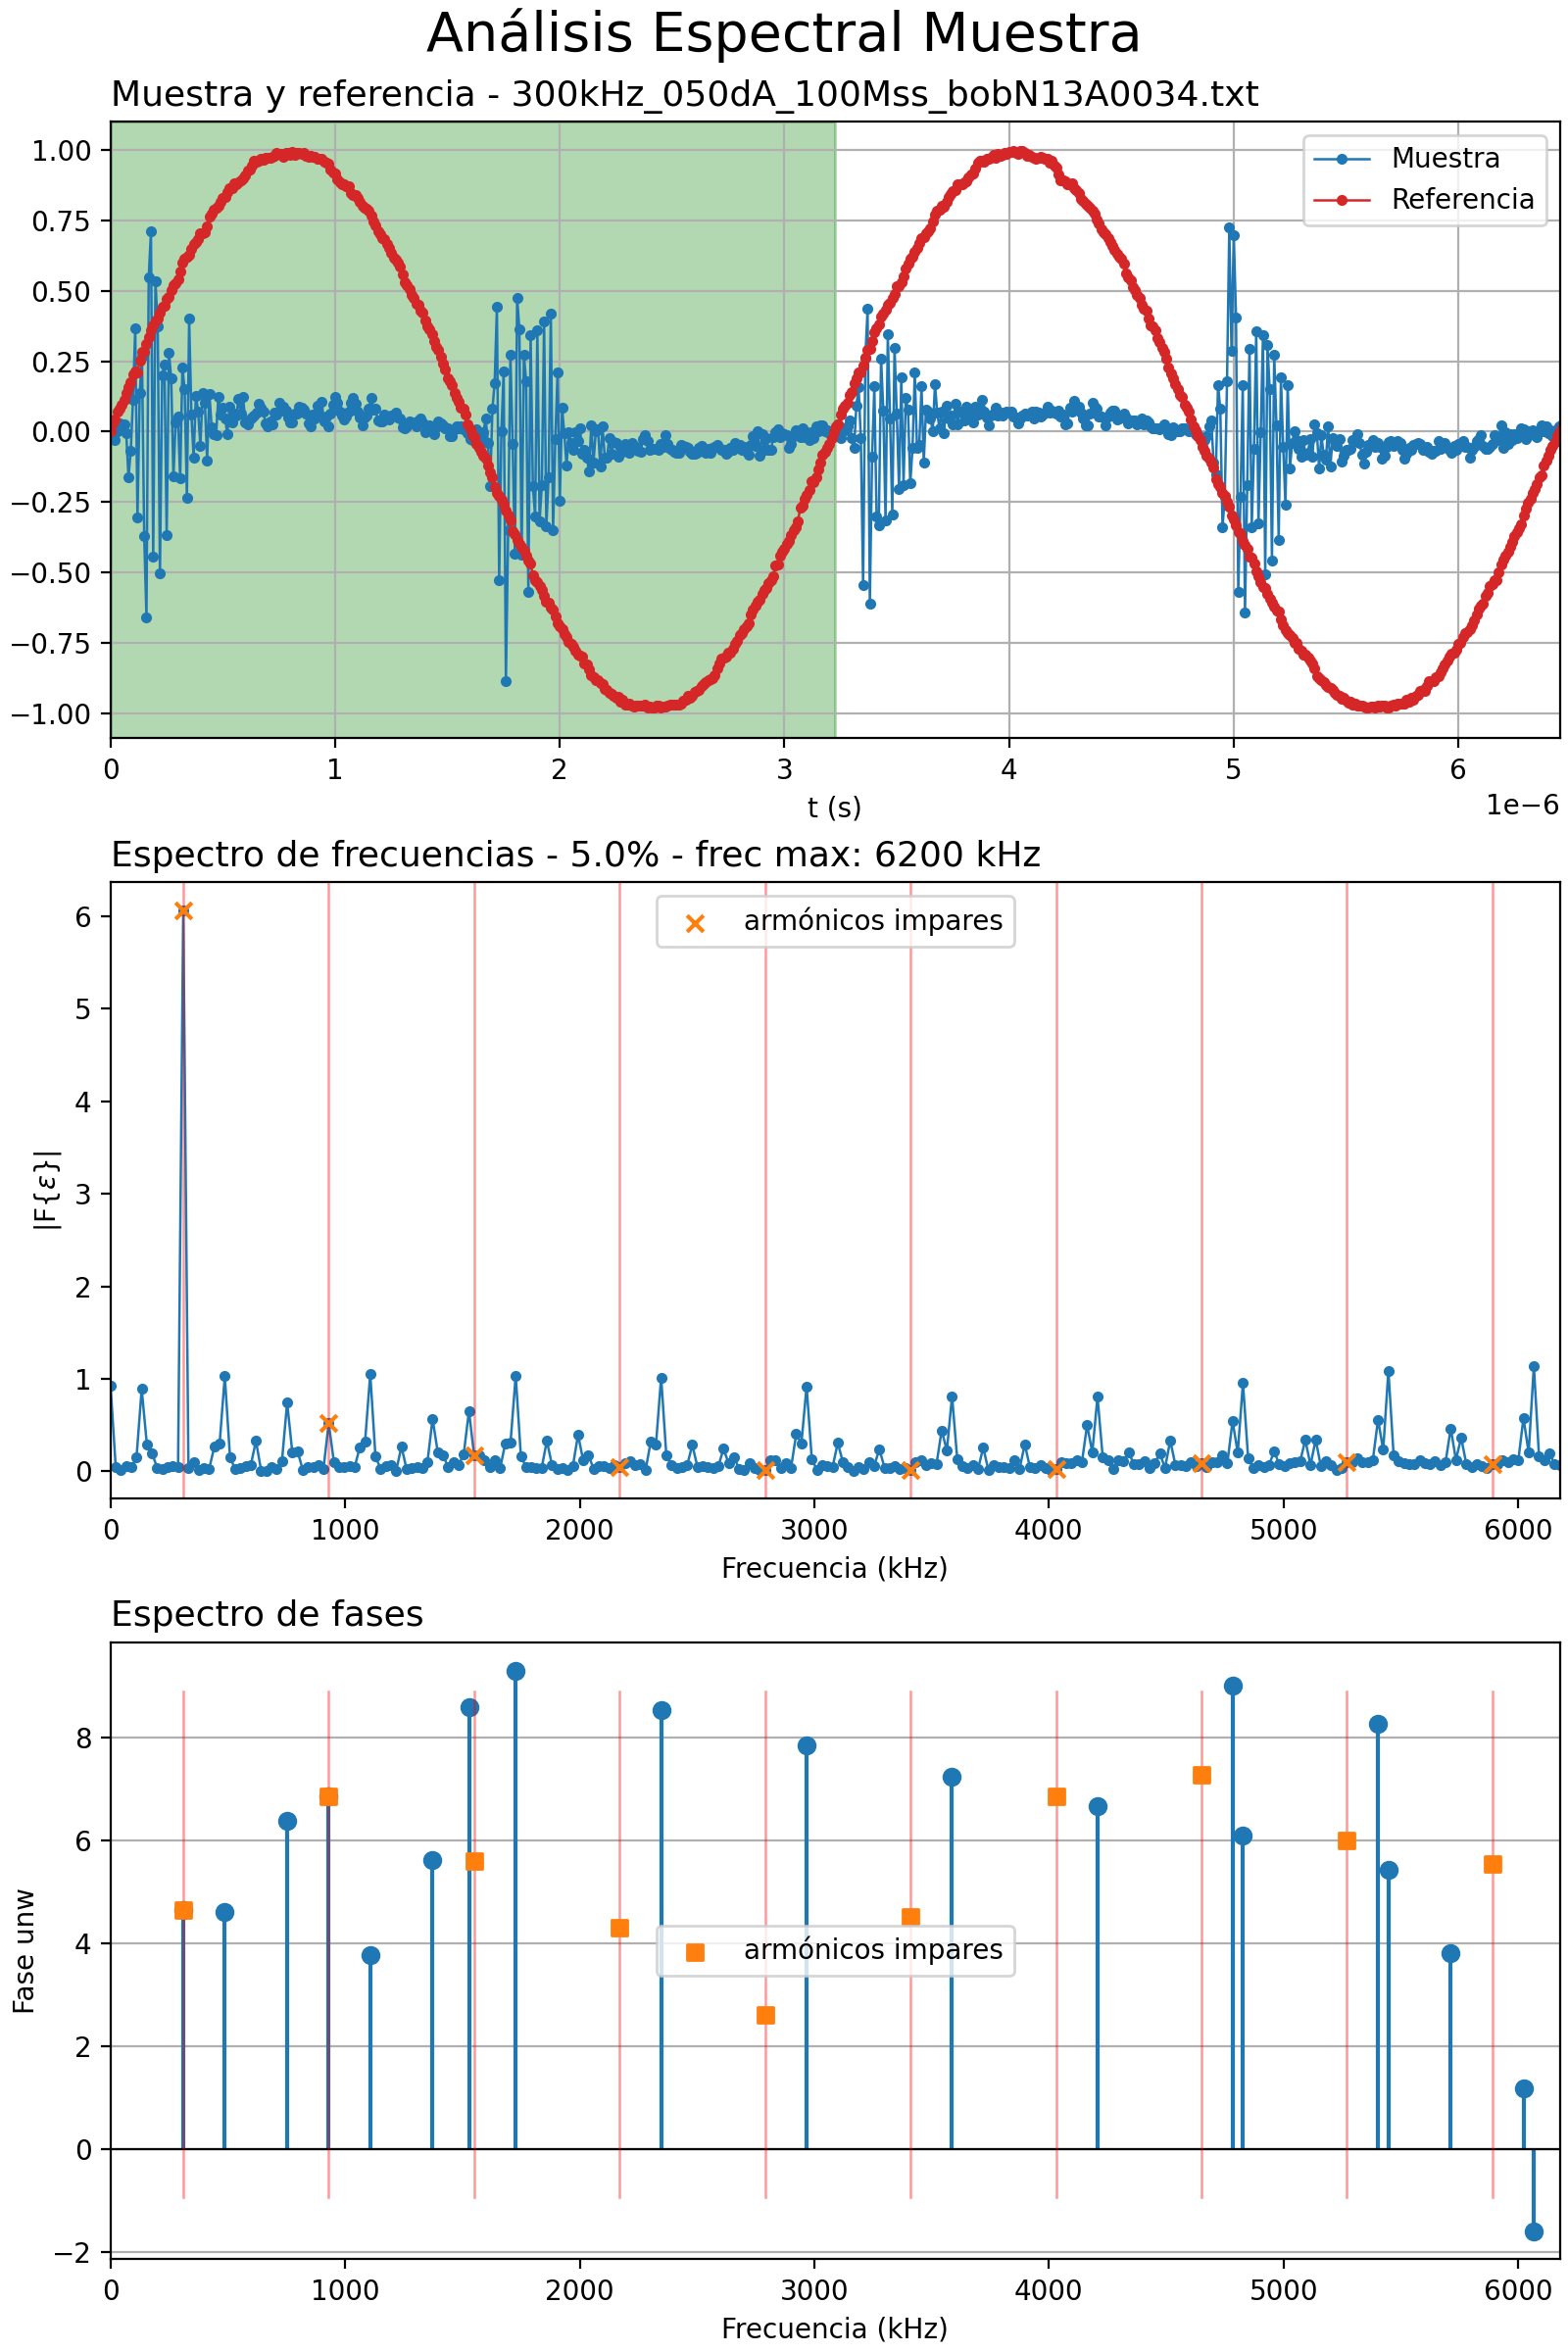 Análisis Espectral Muestra
Muestra y referencia - 300kHz_050dA_100Mss_bobN13A0034.txt
1.00
0.75
0.50
0.25
0.00
−0.25
−0.50
−0.75
−1.00
Muestra
Referencia
0 1 2 3 4 5 6
t (s)
1e−6
Espectro de frecuencias - 5.0% - frec max: 6200 kHz
armónicos impares
6
5
4
3
2
1
0
|F{ε}|
0 1000 2000 3000 4000 5000 6000
Frecuencia (kHz)
Espectro de fases
8
6
4
2
0
−2
Fase unw
armónicos impares
0 1000 2000 3000 4000 5000 6000
Frecuencia (kHz)